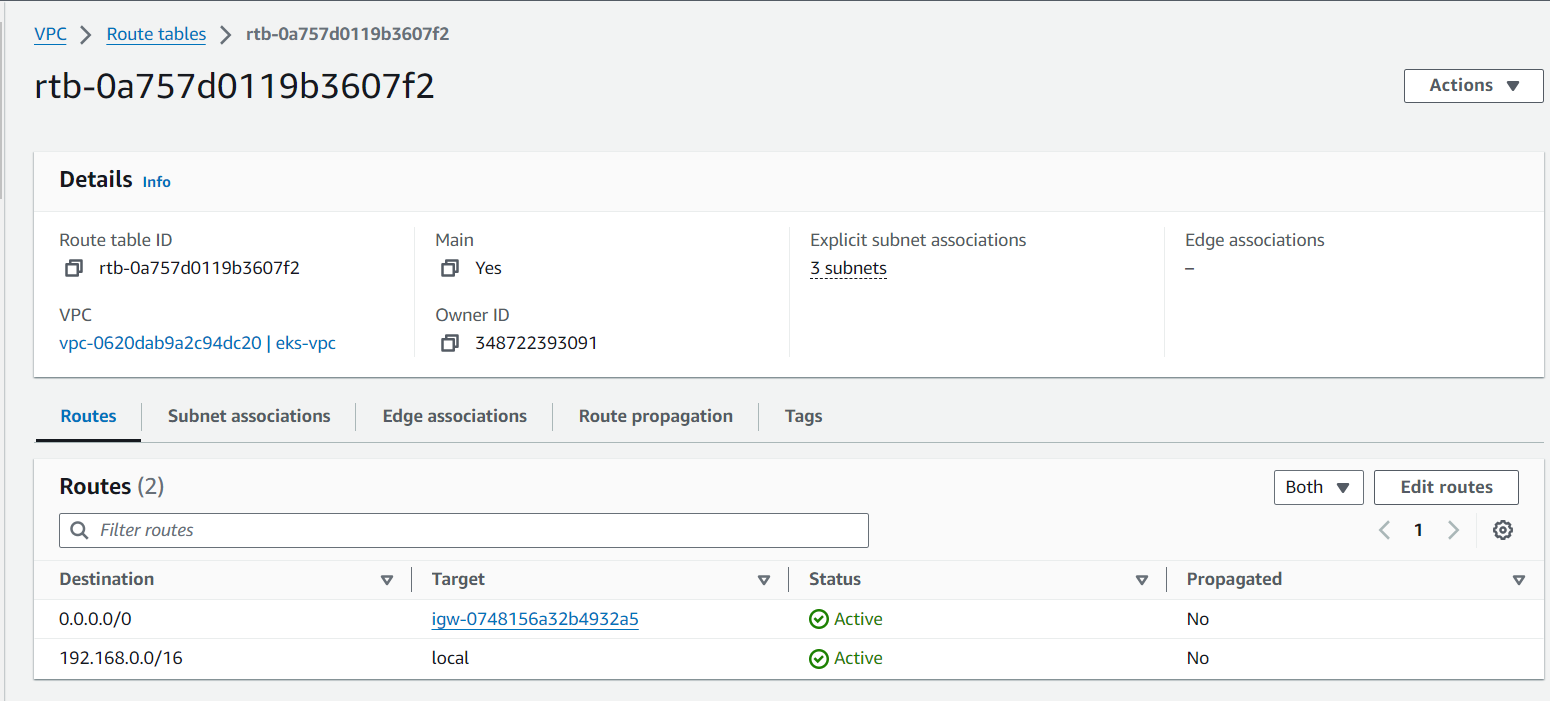 VPC > Route tables > rtb-0a757d0119b3607f2
rtb-0a757d0119b3607f2
Actions
Details Info
Route table ID
rtb-0a757d0119b3607f2
Main
Yes
Explicit subnet associations
3 subnets
Edge associations
–
VPC
vpc-0620dab9a2c94dc20 | eks-vpc
Owner ID
348722393091
Routes Subnet associations Edge associations Route propagation Tags
Routes (2)
Both Edit routes
Filter routes
1
Destination Target Status Propagated
0.0.0.0/0 igw-0748156a32b4932a5 Active No
192.168.0.0/16 local Active No